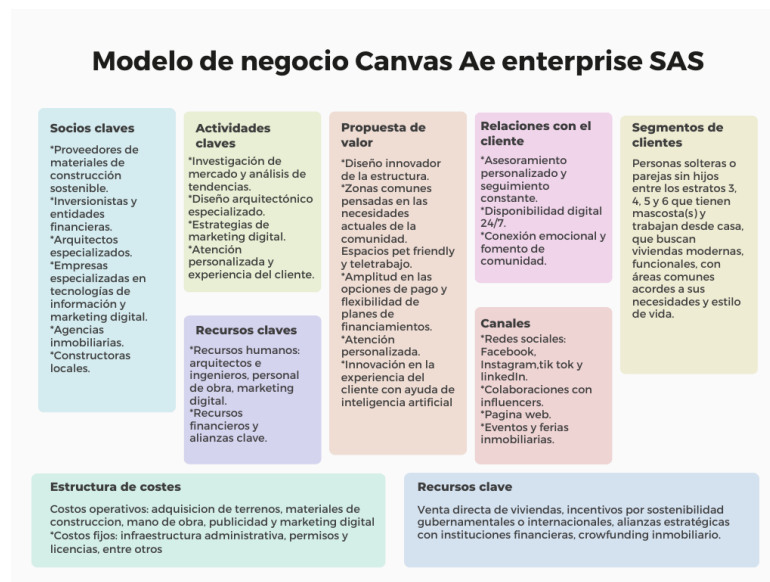 Modelo de negocio Canvas Ae enterprise SAS
Socios claves
*Proveedores de
materiales de
construcción
sostenible.
*Inversionistas y
entidades
financieras.
*Arquitectos
especializados.
*Empresas
especializadas en
tecnologías de
información y
marketing digital.
*Agencias
inmobiliarias.
*Constructoras
locales.
Actividades
claves
*Investigación de
mercado y análisis de
tendencias.
*Diseño arquitectónico
especializado.
*Estrategias de
marketing digital.
*Atención
personalizada y
experiencia del cliente.
Recursos claves
*Recursos humanos:
arquitectos e
ingenieros, personal
de obra, marketing
digital.
*Recursos
financieros y
alianzas clave.
Propuesta de
valor
*Diseño innovador
de la estructura.
*Zonas comunes
pensadas en las
necesidades
actuales de la
comunidad.
Espacios pet friendly
y teletrabajo.
*Amplitud en las
opciones de pago y
flexibilidad de
planes de
financiamientos.
*Atención
personalizada.
*Innovación en la
experiencia del
cliente con ayuda de
inteligencia artificial
Relaciones con el
cliente
*Asesoramiento
personalizado y
seguimiento
constante.
*Disponibilidad digital
24/7.
*Conexión emocional y
fomento de
comunidad.
Canales
*Redes sociales:
Facebook,
Instagram,tik tok y
linkedIn.
*Colaboraciones con
influencers.
*Pagina web.
*Eventos y ferias
inmobiliarias.
Segmentos de
clientes
Personas solteras o
parejas sin hijos
entre los estratos 3,
4, 5 y 6 que tienen
mascosta(s) y
trabajan desde casa,
que buscan
viviendas modernas,
funcionales, con
áreas comunes
acordes a sus
necesidades y estilo
de vida.
Estructura de costes
Costos operativos: adquisicion de terrenos, materiales de
construccion, mano de obra, publicidad y marketing digital
*Costos fijos: infraestructura administrativa, permisos y
licencias, entre otros
Recursos clave
Venta directa de viviendas, incentivos por sostenibilidad
gubernamentales o internacionales, alianzas estratégicas
con instituciones financieras, crowfunding inmobiliario.